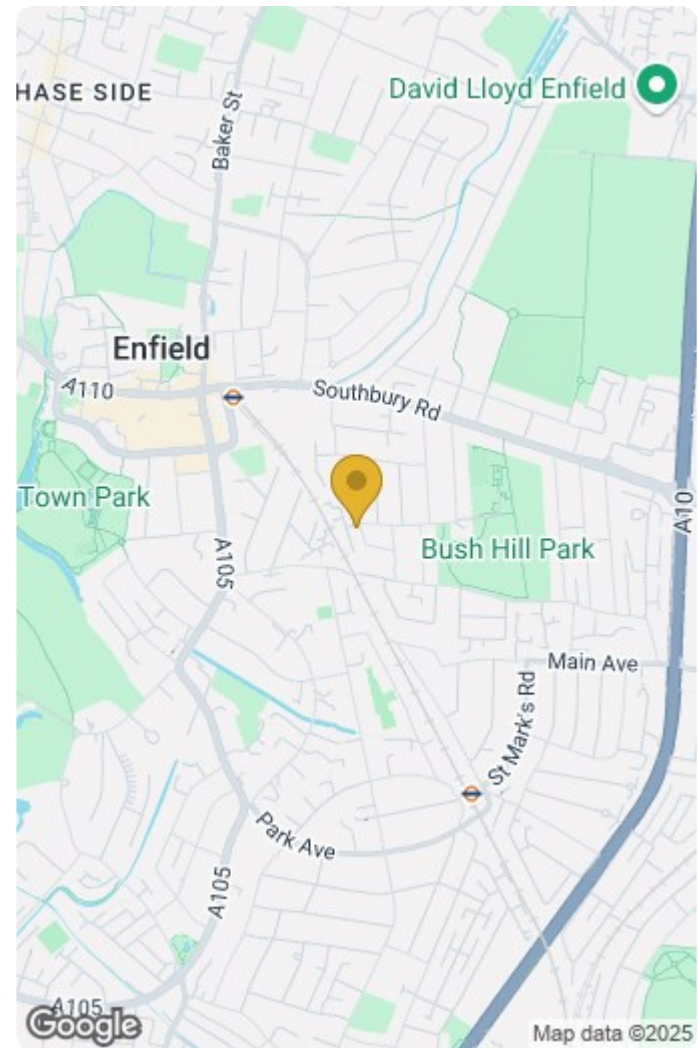 HASE SIDE
David Lloyd Enfield
Baker St
Enfield
A110
Southbury Rd
Town Park
A10
Bush Hill Park
A105
Main Ave
St Mark's Rd
Park Ave
A105
A105
Google
Map data ©2025